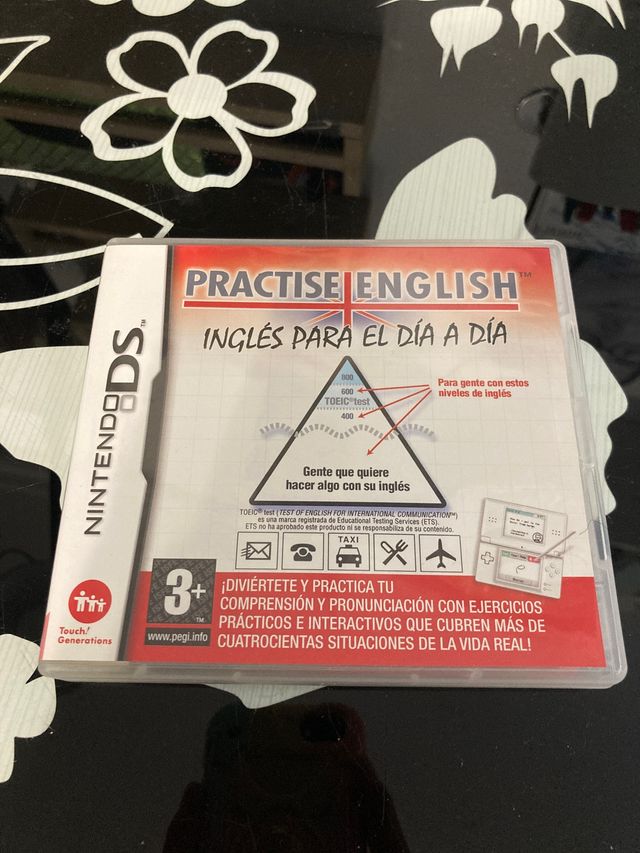 PRACTISE ENGLISH™
INGLÉS PARA EL DÍA A DÍA
NINTENDO DS™
800
600
TOEIC® test
400
Para gente con estos
niveles de inglés
Gente que quiere
hacer algo con su inglés
TOEIC® test (TEST OF ENGLISH FOR INTERNATIONAL COMMUNICATION™)
es una marca registrada de Educational Testing Services (ETS).
ETS no ha aprobado este producto ni se responsabiliza de su contenido.
TAXI
3+™
www.pegi.info
Touch!
Generations
¡DIVIÉRTETE Y PRACTICA TU
COMPRENSIÓN Y PRONUNCIACIÓN CON EJERCICIOS
PRÁCTICOS E INTERACTIVOS QUE CUBREN MÁS DE
CUATROCIENTAS SITUACIONES DE LA VIDA REAL!